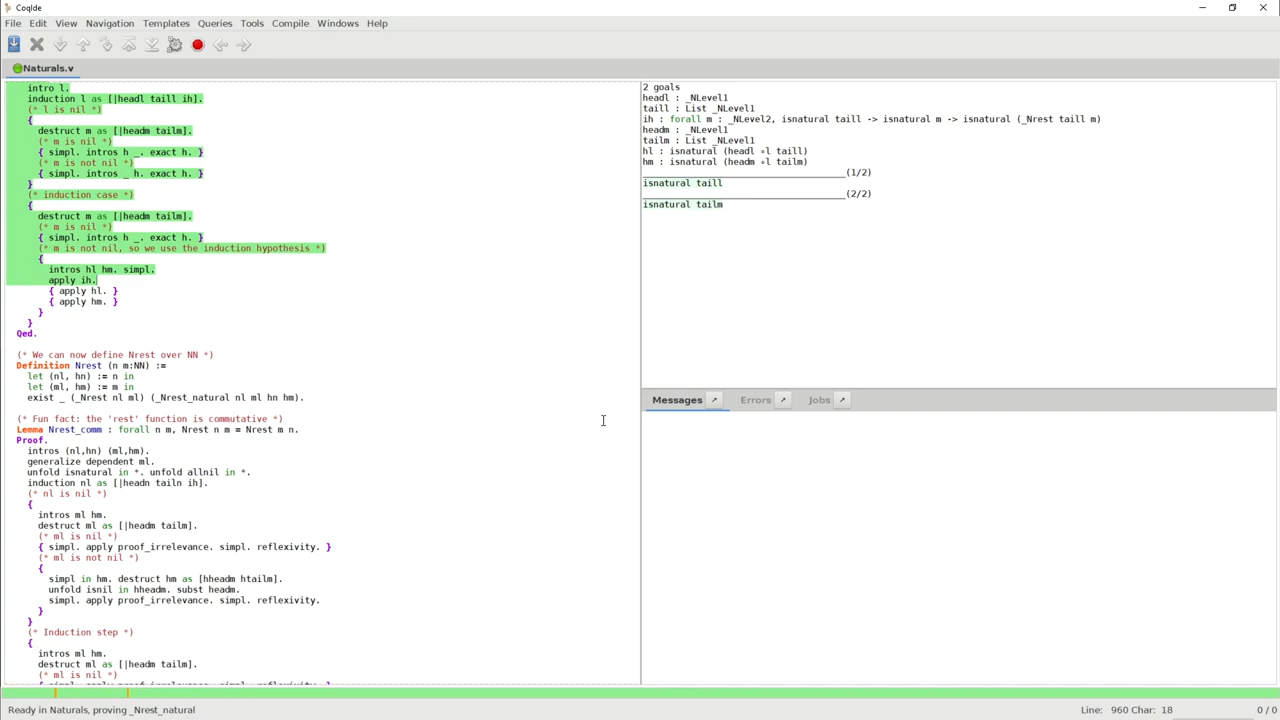 CoqIde
File Edit View Navigation Templates Queries Tools Compile Windows Help
Naturals.v
intro l.
induction l as [|headl taill ih].
(* l is nil *)
{
destruct m as [|headm tailm].
(* m is nil *)
{ simpl. intros h _. exact h. }
(* m is not nil *)
{ simpl. intros _ h. exact h. }
}
(* induction case *)
{
destruct m as [|headm tailm].
(* m is nil *)
{ simpl. intros h _. exact h. }
(* m is not nil, so we use the induction hypothesis *)
{
intros hl hm. simpl.
apply ih.
{ apply hl. }
{ apply hm. }
}
}
Qed.
(* We can now define Nrest over NN *)
Definition Nrest (n m:NN) :=
let (nl, hn) := n in
let (ml, hm) := m in
exist _ (_Nrest nl ml) (_Nrest_natural nl ml hn hm).
(* Fun fact: the 'rest' function is commutative *)
Lemma Nrest_comm : forall n m, Nrest n m = Nrest m n.
Proof.
intros (nl,hn) (ml,hm).
generalize dependent ml.
unfold isnatural in *. unfold allnil in *.
induction nl as [|headn tailn ih].
(* nl is nil *)
{
intros ml hm.
destruct ml as [|headm tailm].
(* ml is nil *)
{ simpl. apply proof_irrelevance. simpl. reflexivity. }
(* ml is not nil *)
{
simpl in hm. destruct hm as [hheadm htailm].
unfold isnil in hheadm. subst headm.
simpl. apply proof_irrelevance. simpl. reflexivity.
}
}
(* Induction step *)
{
intros ml hm.
destruct ml as [|headm tailm].
(* ml is nil *)
2 goals
headl : _NLevel1
taill : List _NLevel1
ih : forall m : _NLevel2, isnatural taill -> isnatural m -> isnatural (_Nrest taill m)
headm : _NLevel1
tailm : List _NLevel1
hl : isnatural (headl ∘l taill)
hm : isnatural (headm ∘l tailm)
______________________________________(1/2)
isnatural taill
______________________________________(2/2)
isnatural tailm
Messages Errors Jobs
Ready in Naturals, proving _Nrest_natural
Line: 960 Char: 18
0 / 0